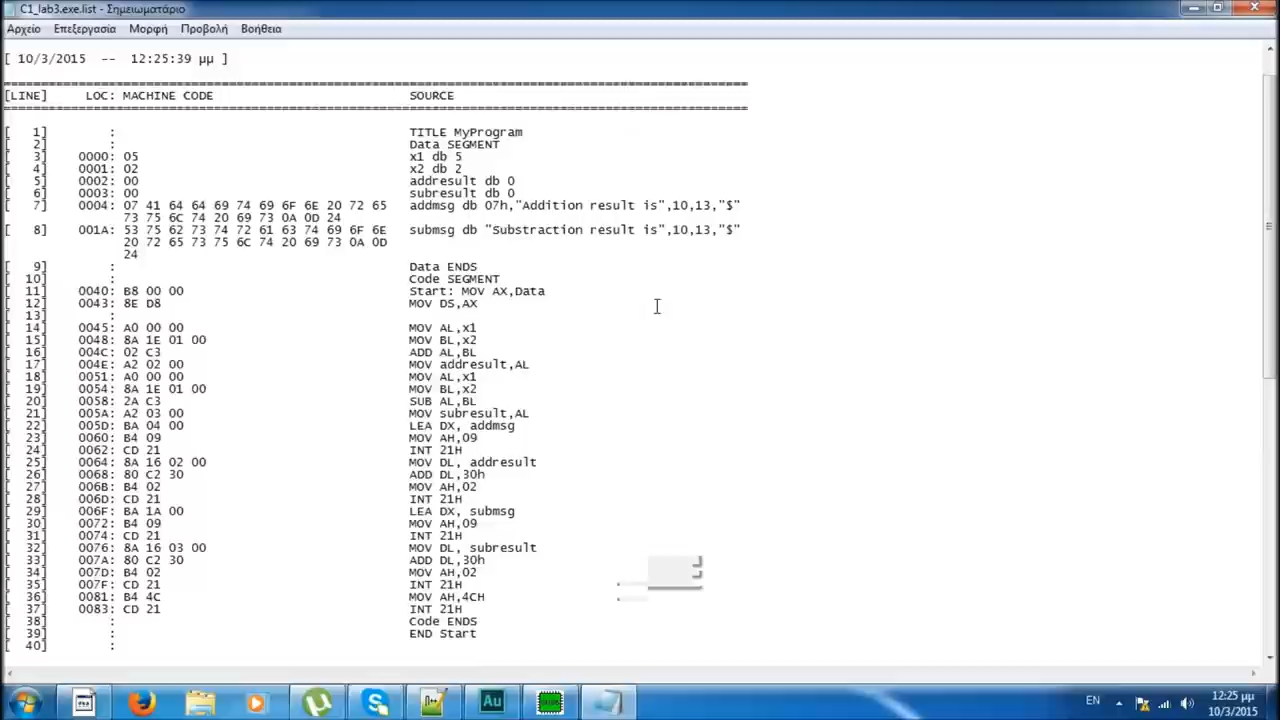 C1_lab3.exe.list - Σημειωματάριο
Αρχείο Επεξεργασία Μορφή Προβολή Βοήθεια
[ 10/3/2015 -- 12:25:39 μμ ]
[LINE] LOC: MACHINE CODE SOURCE
[ 1] : TITLE MyProgram
[ 2] : Data SEGMENT
[ 3] 0000: 05 x1 db 5
[ 4] 0001: 02 x2 db 2
[ 5] 0002: 00 addresult db 0
[ 6] 0003: 00 subresult db 0
[ 7] 0004: 07 41 64 64 69 74 69 6F 6E 20 72 65 addmsg db 07h,"Addition result is",10,13,"$"
73 75 6C 74 20 69 73 0A 0D 24
[ 8] 001A: 53 75 62 73 74 72 61 63 74 69 6F 6E submsg db "Substraction result is",10,13,"$"
20 72 65 73 75 6C 74 20 69 73 0A 0D
24
[ 9] : Data ENDS
[ 10] : Code SEGMENT
[ 11] 0040: B8 00 00 Start: MOV AX,Data
[ 12] 0043: 8E D8 MOV DS,AX
[ 13] :
[ 14] 0045: A0 00 00 MOV AL,x1
[ 15] 0048: 8A 1E 01 00 MOV BL,x2
[ 16] 004C: 02 C3 ADD AL,BL
[ 17] 004E: A2 02 00 MOV addresult,AL
[ 18] 0051: A0 00 00 MOV AL,x1
[ 19] 0054: 8A 1E 01 00 MOV BL,x2
[ 20] 0058: 2A C3 SUB AL,BL
[ 21] 005A: A2 03 00 MOV subresult,AL
[ 22] 005D: BA 04 00 LEA DX, addmsg
[ 23] 0060: B4 09 MOV AH,09
[ 24] 0062: CD 21 INT 21H
[ 25] 0064: 8A 16 02 00 MOV DL, addresult
[ 26] 0068: 80 C2 30 ADD DL,30h
[ 27] 006B: B4 02 MOV AH,02
[ 28] 006D: CD 21 INT 21H
[ 29] 006F: BA 1A 00 LEA DX, submsg
[ 30] 0072: B4 09 MOV AH,09
[ 31] 0074: CD 21 INT 21H
[ 32] 0076: 8A 16 03 00 MOV DL, subresult
[ 33] 007A: 80 C2 30 ADD DL,30h
[ 34] 007D: B4 02 MOV AH,02
[ 35] 007F: CD 21 INT 21H
[ 36] 0081: B4 4C MOV AH,4CH
[ 37] 0083: CD 21 INT 21H
[ 38] : Code ENDS
[ 39] : END Start
[ 40] :
Au
EN
12:25 μμ
10/3/2015